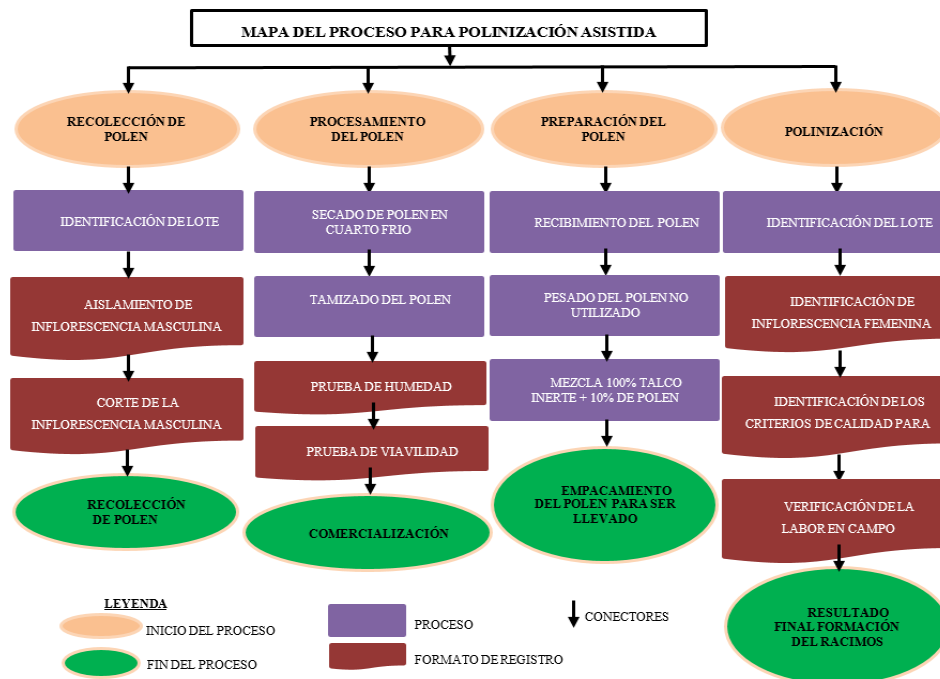 MAPA DEL PROCESO PARA POLINIZACIÓN ASISTIDA
RECOLECCIÓN DE
POLEN
IDENTIFICACIÓN DE LOTE
AISLAMIENTO DE
INFLORESCENCIA MASCULINA
CORTE DE LA
INFLORESCENCIA MASCULINA
RECOLECCIÓN
DE POLEN
PROCESAMIENTO
DEL POLEN
SECADO DE POLEN EN
CUARTO FRIO
TAMIZADO DEL POLEN
PRUEBA DE HUMEDAD
PRUEBA DE VIAVILIDAD
COMERCIALIZACIÓN
PREPARACIÓN DEL
POLEN
RECIBIMIENTO DEL POLEN
PESADO DEL POLEN NO
UTILIZADO
MEZCLA 100% TALCO
INERTE + 10% DE POLEN
EMPACAMIENTO
DEL POLEN PARA SER
LLEVADO
POLINIZACIÓN
IDENTIFICACIÓN DEL LOTE
IDENTIFICACIÓN DE
INFLORESCENCIA FEMENINA
IDENTIFICACIÓN DE LOS
CRITERIOS DE CALIDAD PARA
VERIFICACIÓN DE LA
LABOR EN CAMPO
RESULTADO
FINAL FORMACIÓN
DEL RACIMOS
LEYENDA
INICIO DEL PROCESO
FIN DEL PROCESO
PROCESO
FORMATO DE REGISTRO
CONECTORES